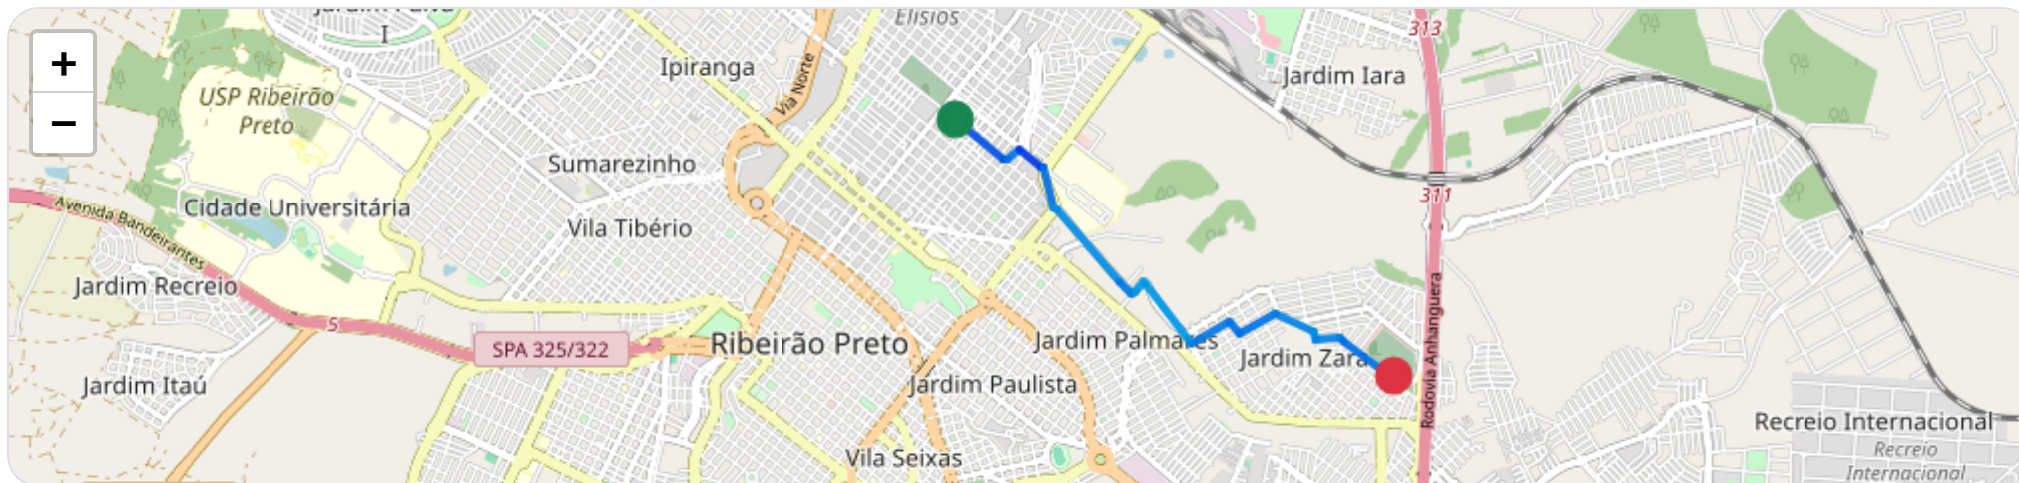 I
Elísios
313
+
Ipiranga
Via Norte
Jardim Iara
USP Ribeirão
Preto
−
Sumarezinho
311
Avenida Bandeirantes
Cidade Universitária
Vila Tibério
Jardim Recreio
5
SPA 325/322
Ribeirão Preto
Jardim Palmares
Jardim Zara
Rodovia Anhanguera
Jardim Itaú
Jardim Paulista
Recreio Internacional
Vila Seixas
Recreio
Internacional